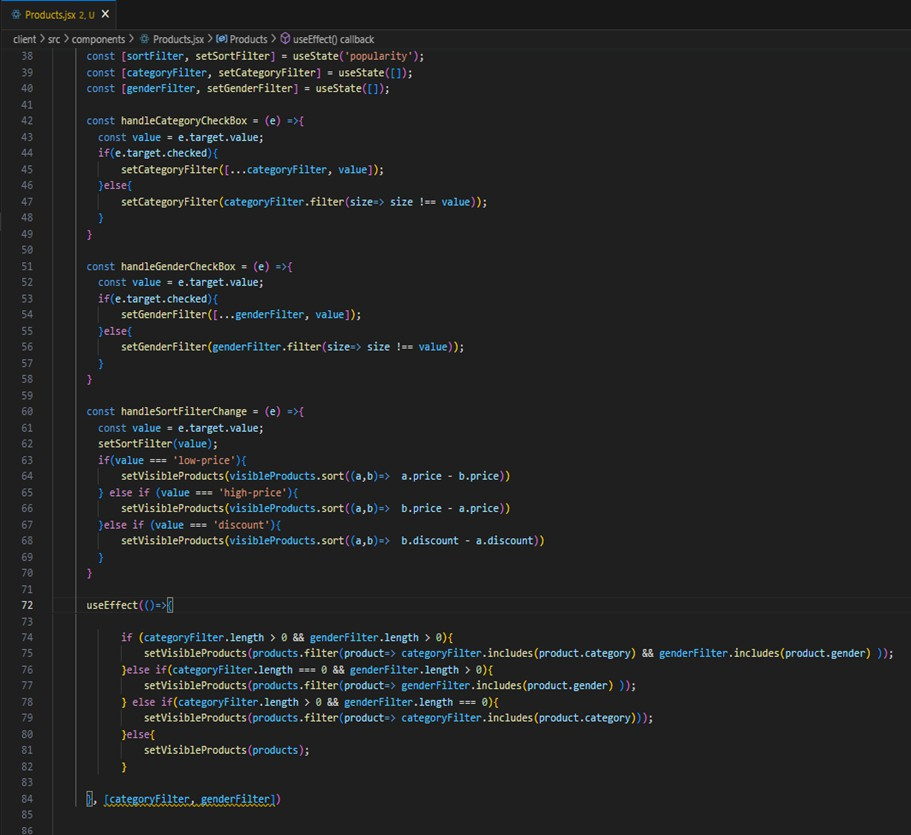 Products.jsx 2, U ×
client > src > components > Products.jsx > Products > useEffect() callback
38 const [sortFilter, setSortFilter] = useState('popularity');
39 const [categoryFilter, setCategoryFilter] = useState([]);
40 const [genderFilter, setGenderFilter] = useState([]);
41
42 const handleCategoryCheckBox = (e) =>{
43 const value = e.target.value;
44 if(e.target.checked){
45 setCategoryFilter([...categoryFilter, value]);
46 }else{
47 setCategoryFilter(categoryFilter.filter(size=> size !== value));
48 }
49 }
50
51 const handleGenderCheckBox = (e) =>{
52 const value = e.target.value;
53 if(e.target.checked){
54 setGenderFilter([...genderFilter, value]);
55 }else{
56 setGenderFilter(genderFilter.filter(size=> size !== value));
57 }
58 }
59
60 const handleSortFilterChange = (e) =>{
61 const value = e.target.value;
62 setSortFilter(value);
63 if(value === 'low-price'){
64 setVisibleProducts(visibleProducts.sort((a,b)=>  a.price - b.price))
65 } else if (value === 'high-price'){
66 setVisibleProducts(visibleProducts.sort((a,b)=>  b.price - a.price))
67 }else if (value === 'discount'){
68 setVisibleProducts(visibleProducts.sort((a,b)=>  b.discount - a.discount))
69 }
70 }
71
72 useEffect(()=>{
73
74 if (categoryFilter.length > 0 && genderFilter.length > 0){
75 setVisibleProducts(products.filter(product=> categoryFilter.includes(product.category) && genderFilter.includes(product.gender) ));
76 }else if(categoryFilter.length === 0 && genderFilter.length > 0){
77 setVisibleProducts(products.filter(product=> genderFilter.includes(product.gender) ));
78 } else if(categoryFilter.length > 0 && genderFilter.length === 0){
79 setVisibleProducts(products.filter(product=> categoryFilter.includes(product.category)));
80 }else{
81 setVisibleProducts(products);
82 }
83
84 }, [categoryFilter, genderFilter])
85
86